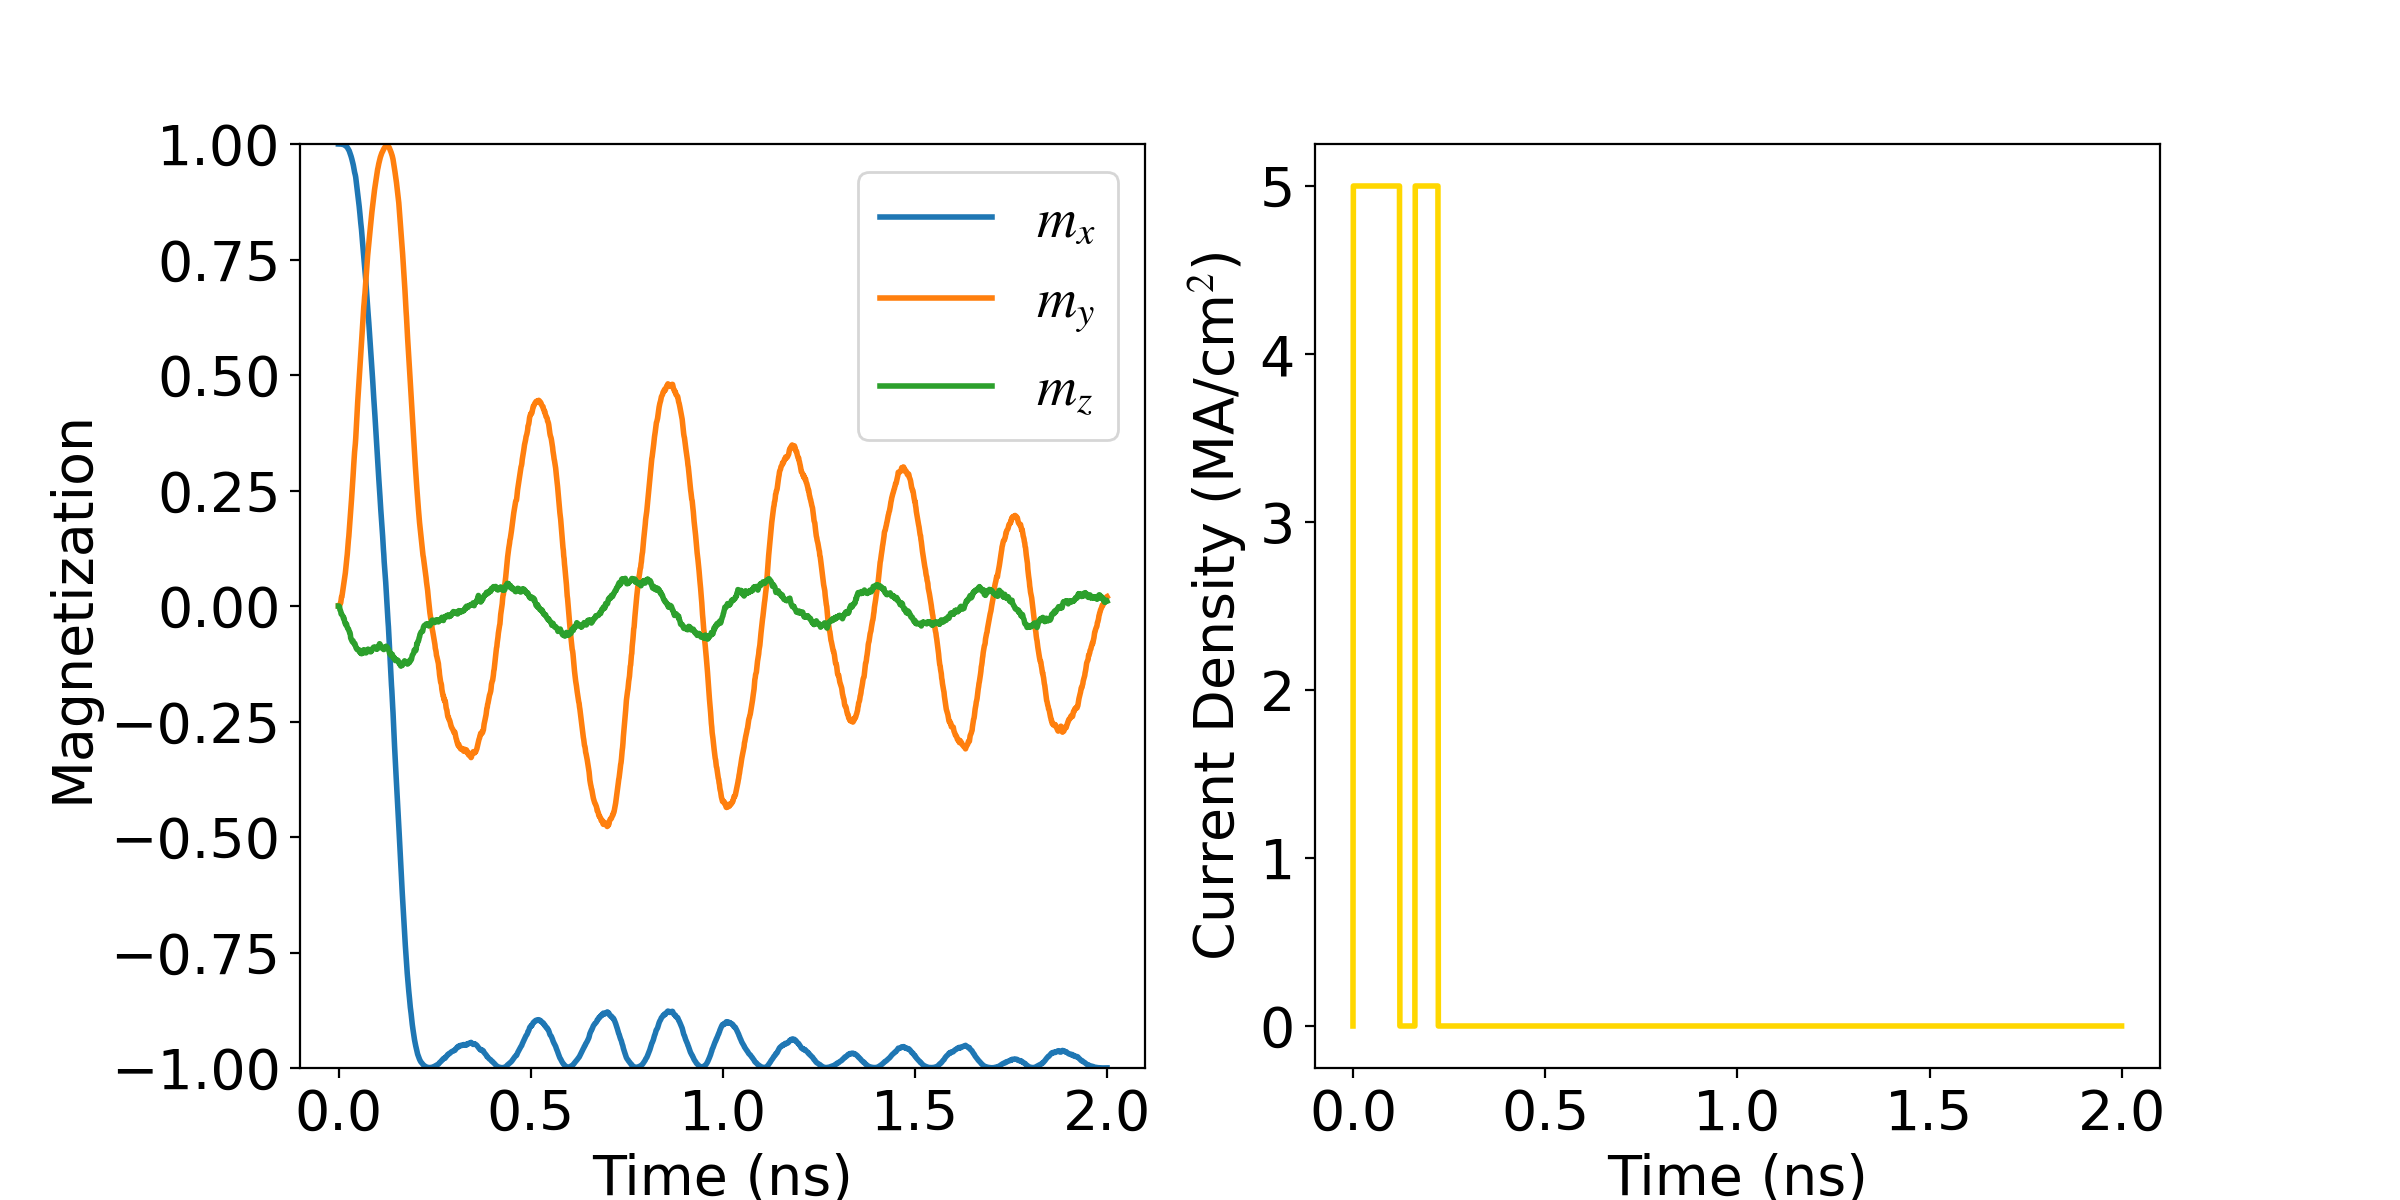 1.00
0.75
0.50
0.25
0.00
−0.25
−0.50
−0.75
−1.00
Magnetization
0.0 0.5 1.0 1.5 2.0
Time (ns)
m_x
m_y
m_z
5
4
3
2
1
0
Current Density (MA/cm²)
0.0 0.5 1.0 1.5 2.0
Time (ns)